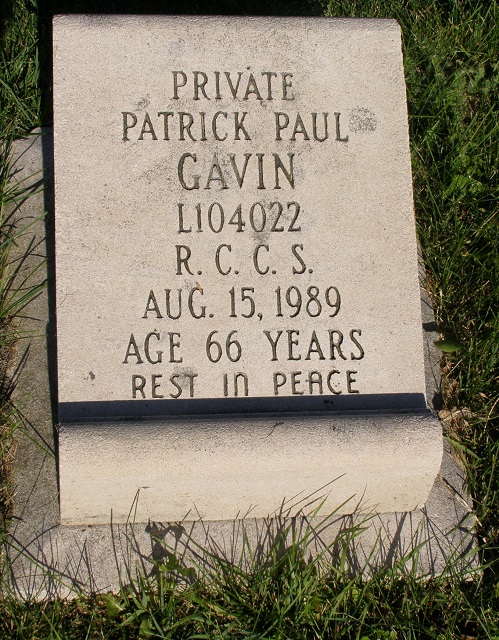 PRIVATE
PATRICK PAUL
GAVIN
L104022
R. C. C. S.
AUG. 15, 1989
AGE 66 YEARS
REST IN PEACE